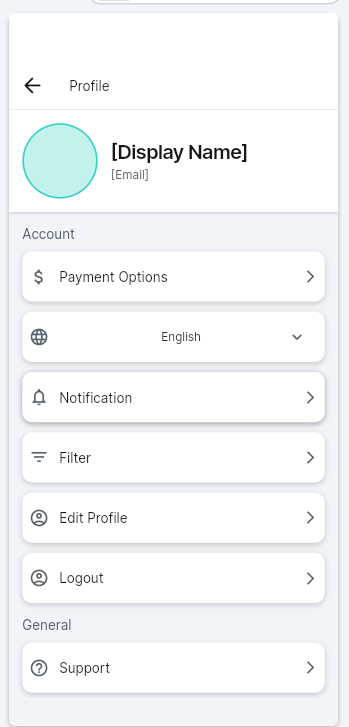 Profile
[Display Name]
[Email]
Account
Payment Options
English
Notification
Filter
Edit Profile
Logout
General
Support